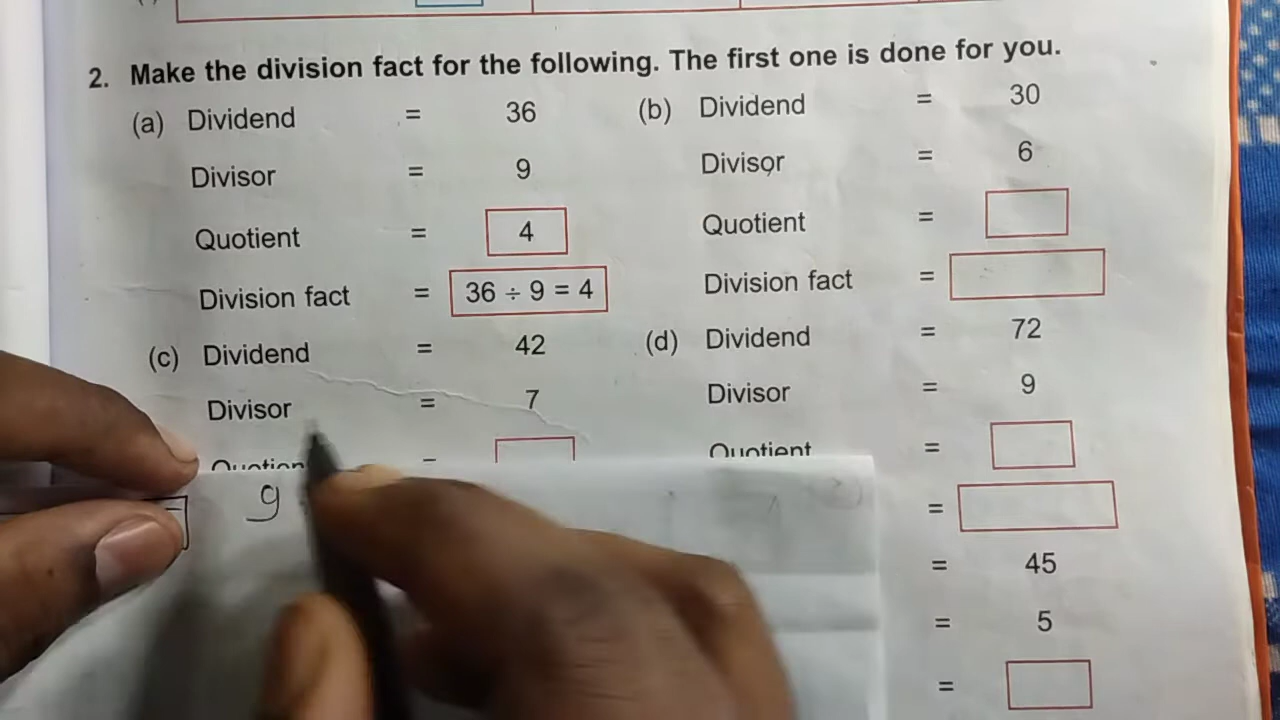 2. Make the division fact for the following. The first one is done for you.
(a) Dividend = 36
Divisor = 9
Quotient = 4
Division fact = 36 ÷ 9 = 4
(b) Dividend = 30
Divisor = 6
Quotient =
Division fact =
(c) Dividend = 42
Divisor = 7
Quotien =
(d) Dividend = 72
Divisor = 9
Quotient =
=
= 45
= 5
=
9